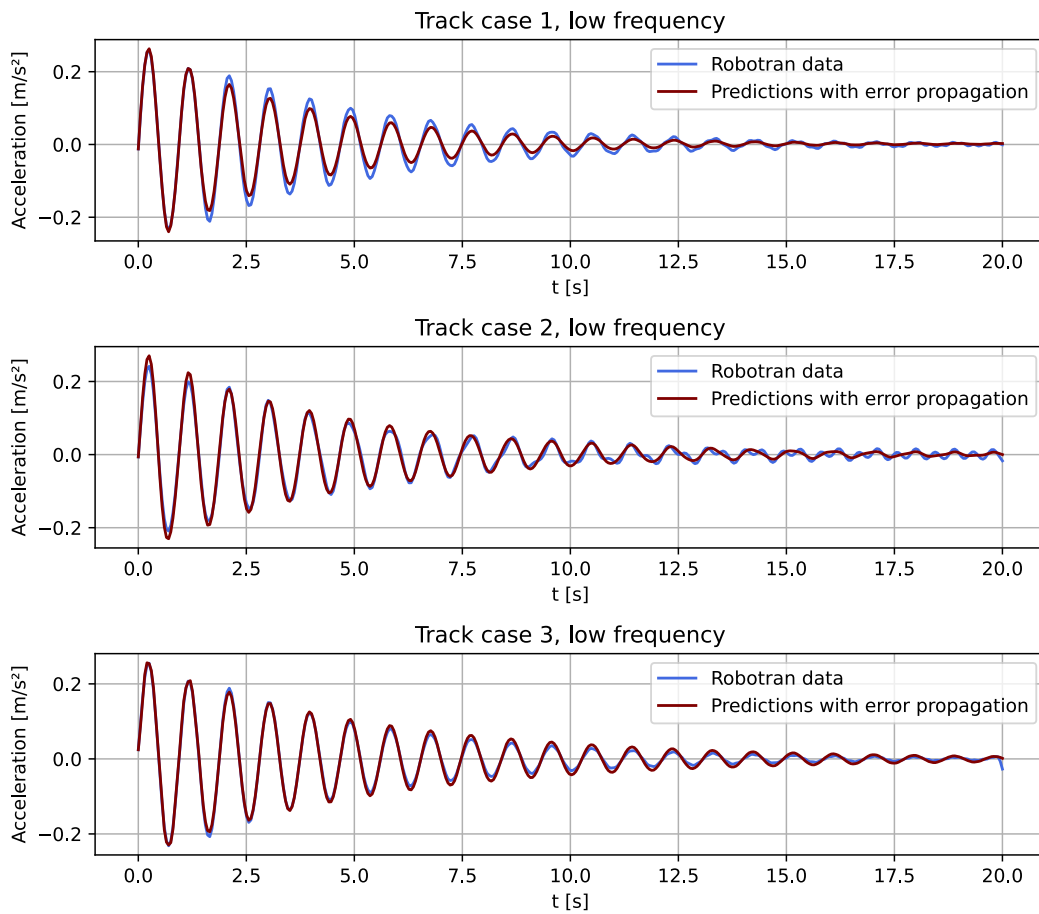 Track case 1, low frequency
Acceleration [m/s²]
0.2
0.0
−0.2
Robotran data
Predictions with error propagation
0.0 2.5 5.0 7.5 10.0 12.5 15.0 17.5 20.0
t [s]
Track case 2, low frequency
Acceleration [m/s²]
0.2
0.0
−0.2
Robotran data
Predictions with error propagation
0.0 2.5 5.0 7.5 10.0 12.5 15.0 17.5 20.0
t [s]
Track case 3, low frequency
Acceleration [m/s²]
0.2
0.0
−0.2
Robotran data
Predictions with error propagation
0.0 2.5 5.0 7.5 10.0 12.5 15.0 17.5 20.0
t [s]